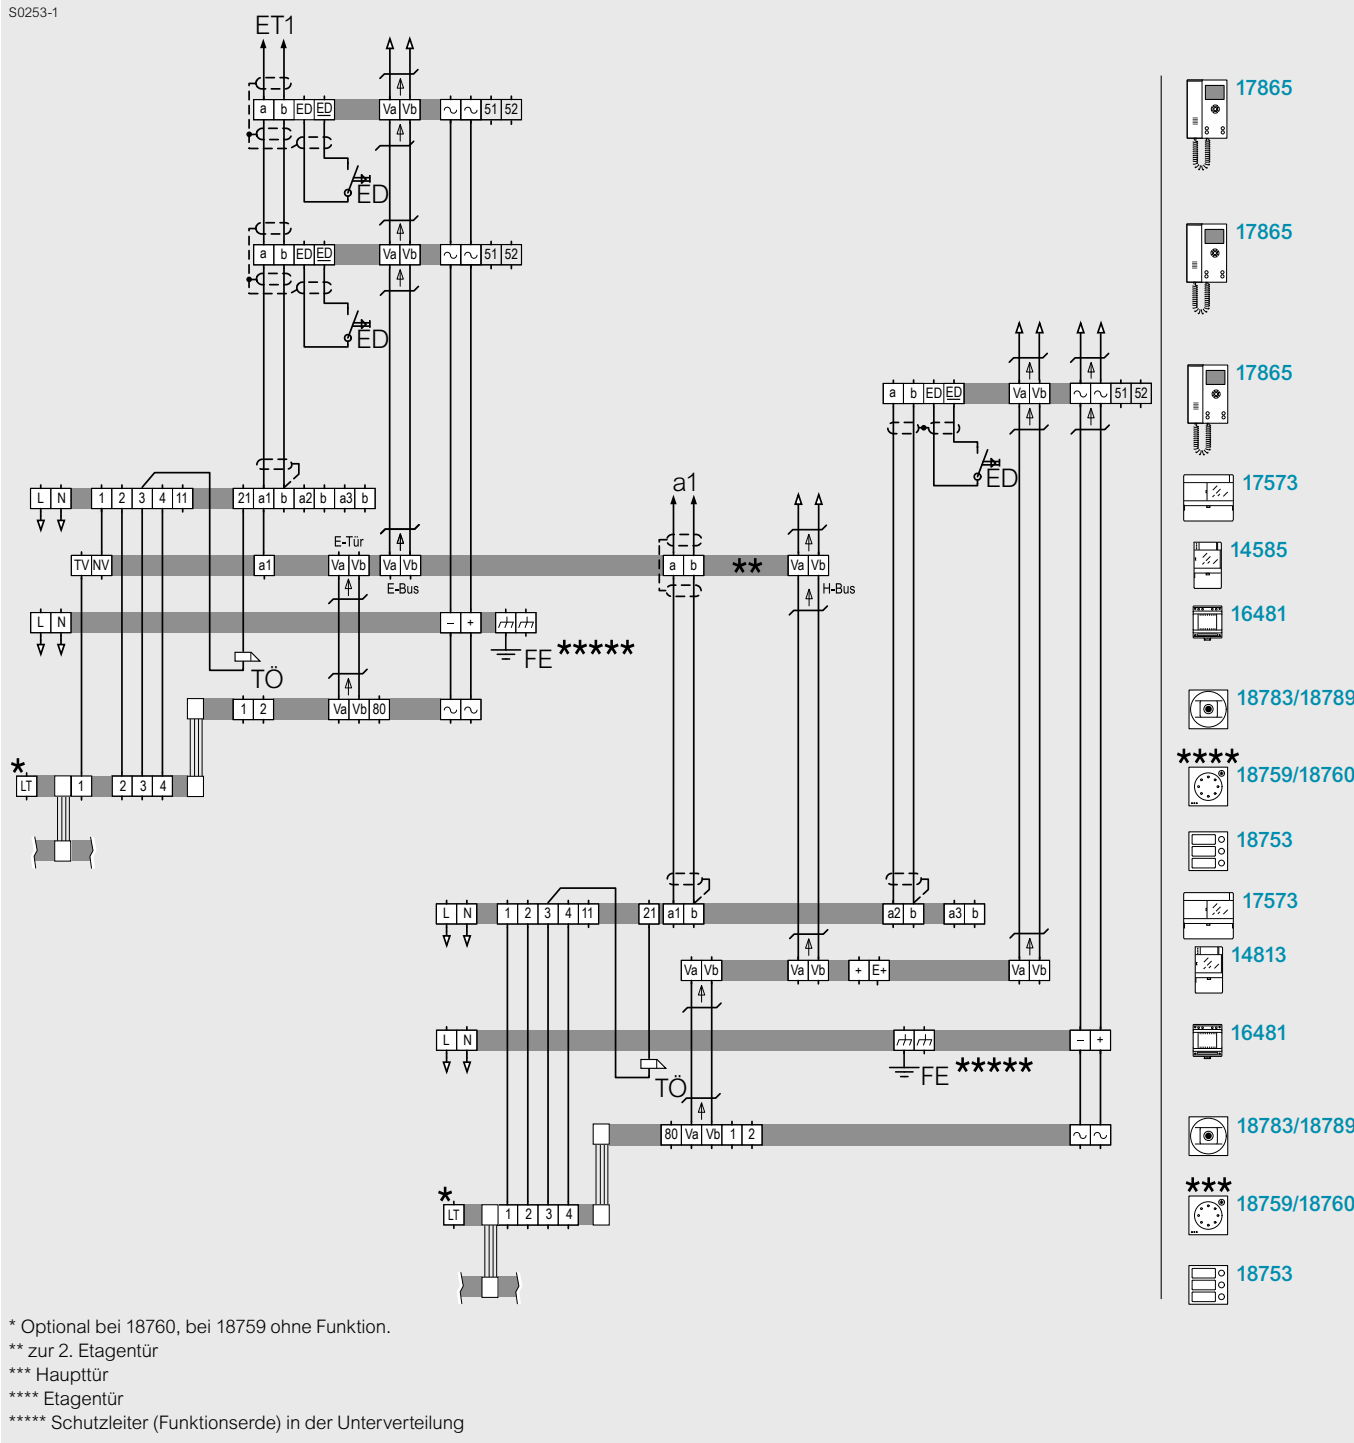 S0253-1
ET1
a b ED ED Va Vb ~ ~ 51 52
17865
ED
a b ED ED Va Vb ~ ~ 51 52
17865
ED
17865
a b ED ED Va Vb ~ ~ 51 52
ED
L N 1 2 3 4 11 21 a1 b a2 b a3 b
a1
17573
E-Tür
TV NV a1 Va Vb Va Vb a b ** Va Vb
14585
E-Bus
H-Bus
L N – +
16481
FE *****
TÖ
1 2 Va Vb 80 ~ ~
18783/18789
*
****
LT 1 2 3 4
18759/18760
18753
L N 1 2 3 4 11 21 a1 b a2 b a3 b
17573
Va Vb Va Vb + E+ Va Vb
14813
L N – +
16481
TÖ
FE *****
80 Va Vb 1 2 ~ ~
18783/18789
*
***
LT 1 2 3 4
18759/18760
18753
* Optional bei 18760, bei 18759 ohne Funktion.
** zur 2. Etagentür
*** Haupttür
**** Etagentür
***** Schutzleiter (Funktionserde) in der Unterverteilung